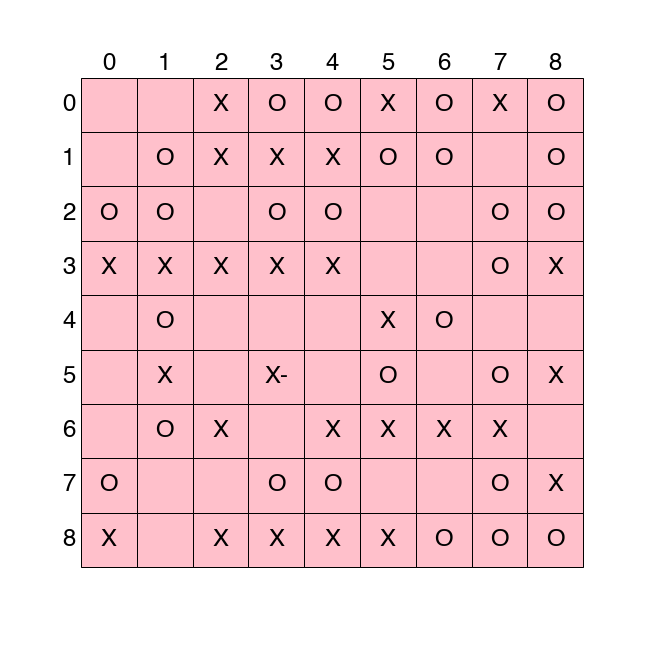 0 1 2 3 4 5 6 7 8
0 X O O X O X O
1 O X X X O O O
2 O O O O O O
3 X X X X X O X
4 O X O
5 X X- O O X
6 O X X X X X
7 O O O O X
8 X X X X X O O O